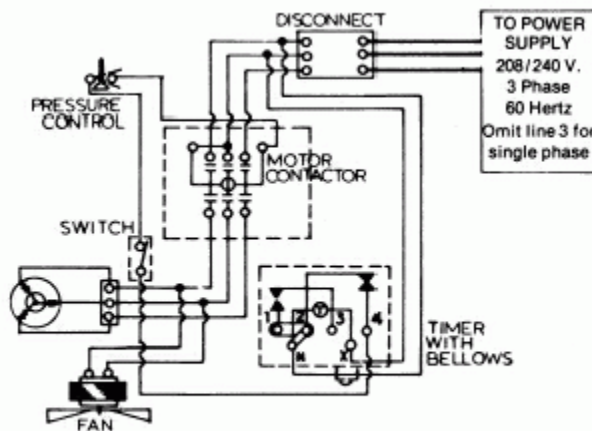 DISCONNECT
TO POWER
SUPPLY
208/240 V.
3 Phase
60 Hertz
Omit line 3 for
single phase
PRESSURE
CONTROL
MOTOR
CONTACTOR
SWITCH
1 2 T 3 4
N X
TIMER
WITH
BELLOWS
FAN